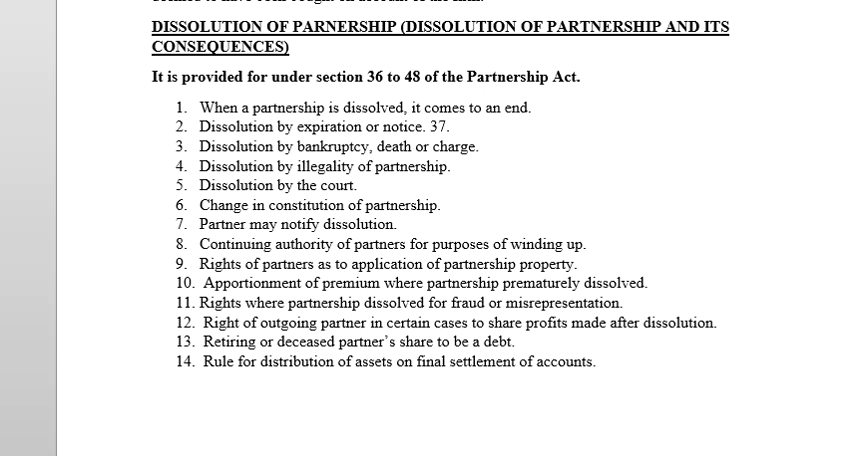 DISSOLUTION OF PARNERSHIP (DISSOLUTION OF PARTNERSHIP AND ITS
CONSEQUENCES)
It is provided for under section 36 to 48 of the Partnership Act.
1. When a partnership is dissolved, it comes to an end.
2. Dissolution by expiration or notice. 37.
3. Dissolution by bankruptcy, death or charge.
4. Dissolution by illegality of partnership.
5. Dissolution by the court.
6. Change in constitution of partnership.
7. Partner may notify dissolution.
8. Continuing authority of partners for purposes of winding up.
9. Rights of partners as to application of partnership property.
10. Apportionment of premium where partnership prematurely dissolved.
11. Rights where partnership dissolved for fraud or misrepresentation.
12. Right of outgoing partner in certain cases to share profits made after dissolution.
13. Retiring or deceased partner’s share to be a debt.
14. Rule for distribution of assets on final settlement of accounts.